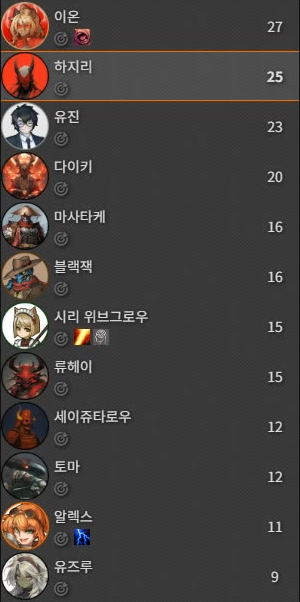 이온 27
하지리 25
유진 23
다이키 20
마사타케 16
블랙잭 16
시리 위브그로우 15
류헤이 15
세이쥬타로우 12
토마 12
알렉스 11
유즈루 9